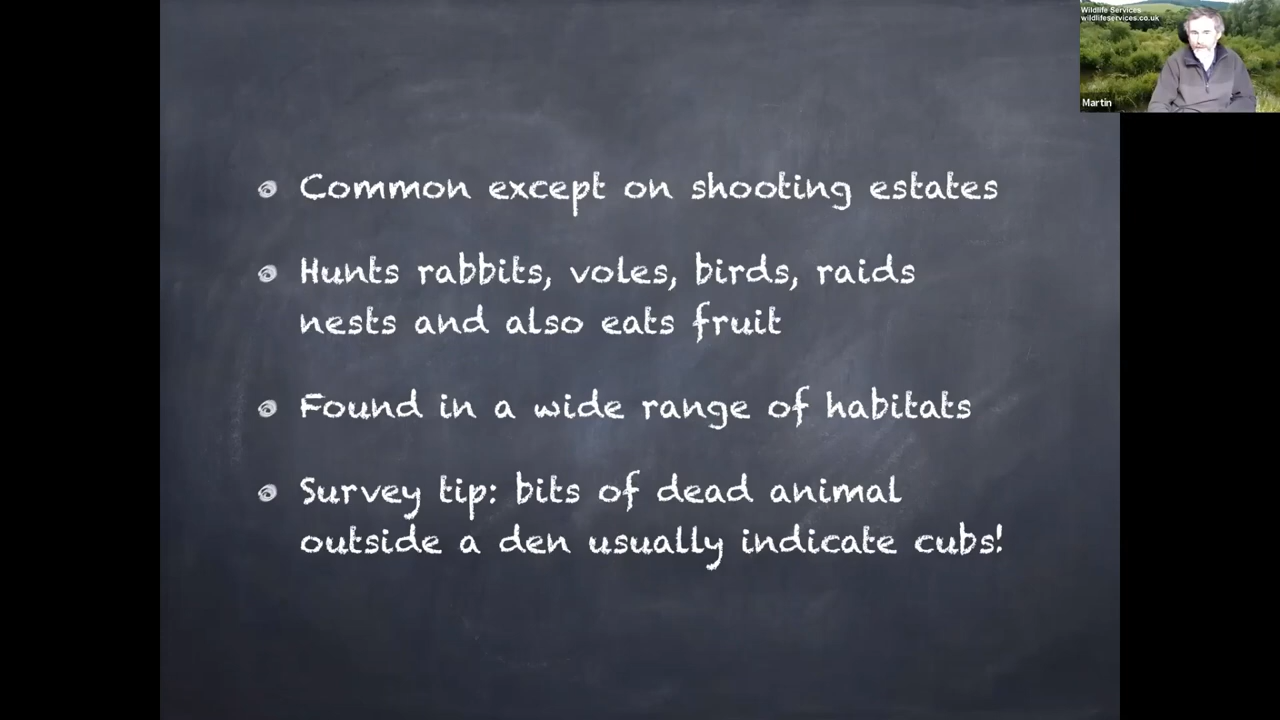 Wildlife Services
wildlifeservices.co.uk
Martin
Common except on shooting estates
Hunts rabbits, voles, birds, raids
nests and also eats fruit
Found in a wide range of habitats
Survey tip: bits of dead animal
outside a den usually indicate cubs!